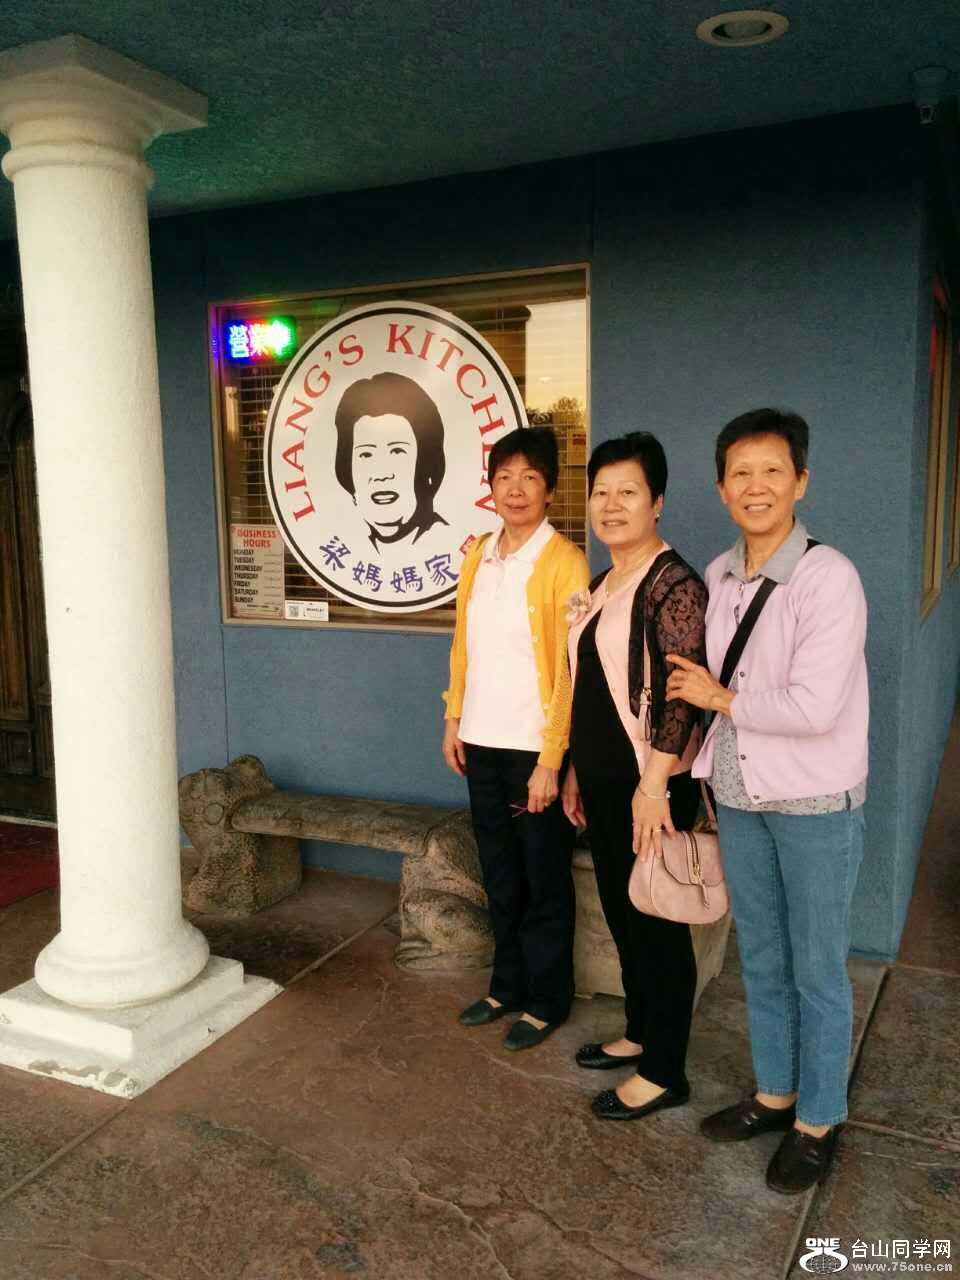 營業中
LIANG'S KITCHEN
梁媽媽家
BUSINESS
HOURS
MONDAY
TUESDAY
WEDNESDAY
THURSDAY
FRIDAY
SATURDAY
SUNDAY
ONE 台山同学网
www.75one.cn